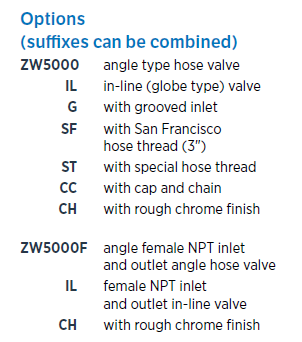 Options
(suffixes can be combined)
ZW5000 angle type hose valve
IL in-line (globe type) valve
G with grooved inlet
SF with San Francisco
hose thread (3")
ST with special hose thread
CC with cap and chain
CH with rough chrome finish
ZW5000F angle female NPT inlet
and outlet angle hose valve
IL female NPT inlet
and outlet in-line valve
CH with rough chrome finish